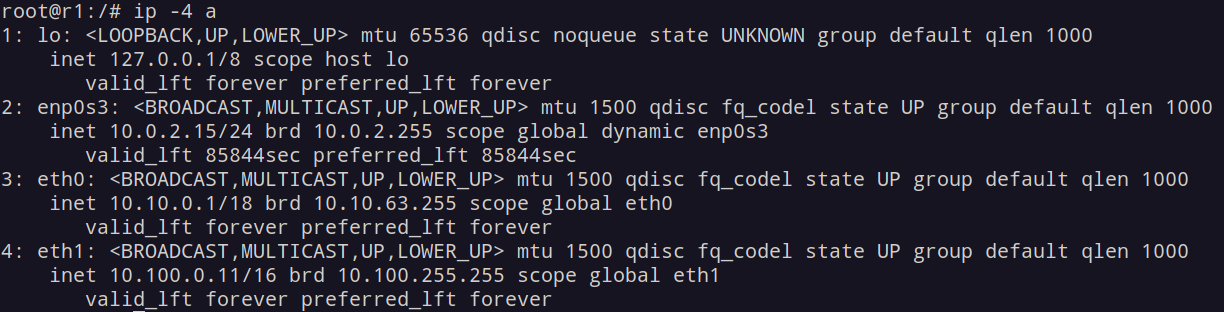 root@r1:/# ip -4 a
1: lo: <LOOPBACK,UP,LOWER_UP> mtu 65536 qdisc noqueue state UNKNOWN group default qlen 1000
    inet 127.0.0.1/8 scope host lo
       valid_lft forever preferred_lft forever
2: enp0s3: <BROADCAST,MULTICAST,UP,LOWER_UP> mtu 1500 qdisc fq_codel state UP group default qlen 1000
    inet 10.0.2.15/24 brd 10.0.2.255 scope global dynamic enp0s3
       valid_lft 85844sec preferred_lft 85844sec
3: eth0: <BROADCAST,MULTICAST,UP,LOWER_UP> mtu 1500 qdisc fq_codel state UP group default qlen 1000
    inet 10.10.0.1/18 brd 10.10.63.255 scope global eth0
       valid_lft forever preferred_lft forever
4: eth1: <BROADCAST,MULTICAST,UP,LOWER_UP> mtu 1500 qdisc fq_codel state UP group default qlen 1000
    inet 10.100.0.11/16 brd 10.100.255.255 scope global eth1
       valid_lft forever preferred_lft forever